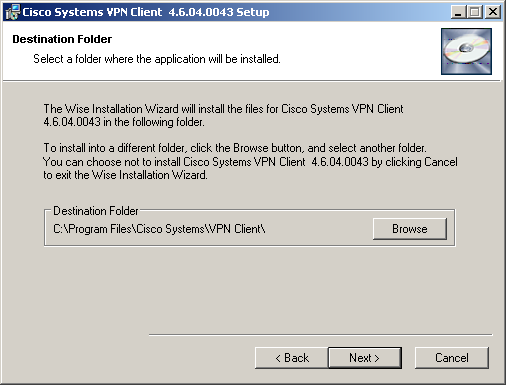 Cisco Systems VPN Client 4.6.04.0043 Setup
Destination Folder
Select a folder where the application will be installed.
The Wise Installation Wizard will install the files for Cisco Systems VPN Client
4.6.04.0043 in the following folder.
To install into a different folder, click the Browse button, and select another folder.
You can choose not to install Cisco Systems VPN Client 4.6.04.0043 by clicking Cancel
to exit the Wise Installation Wizard.
Destination Folder
C:\Program Files\Cisco Systems\VPN Client\
Browse
< Back
Next >
Cancel